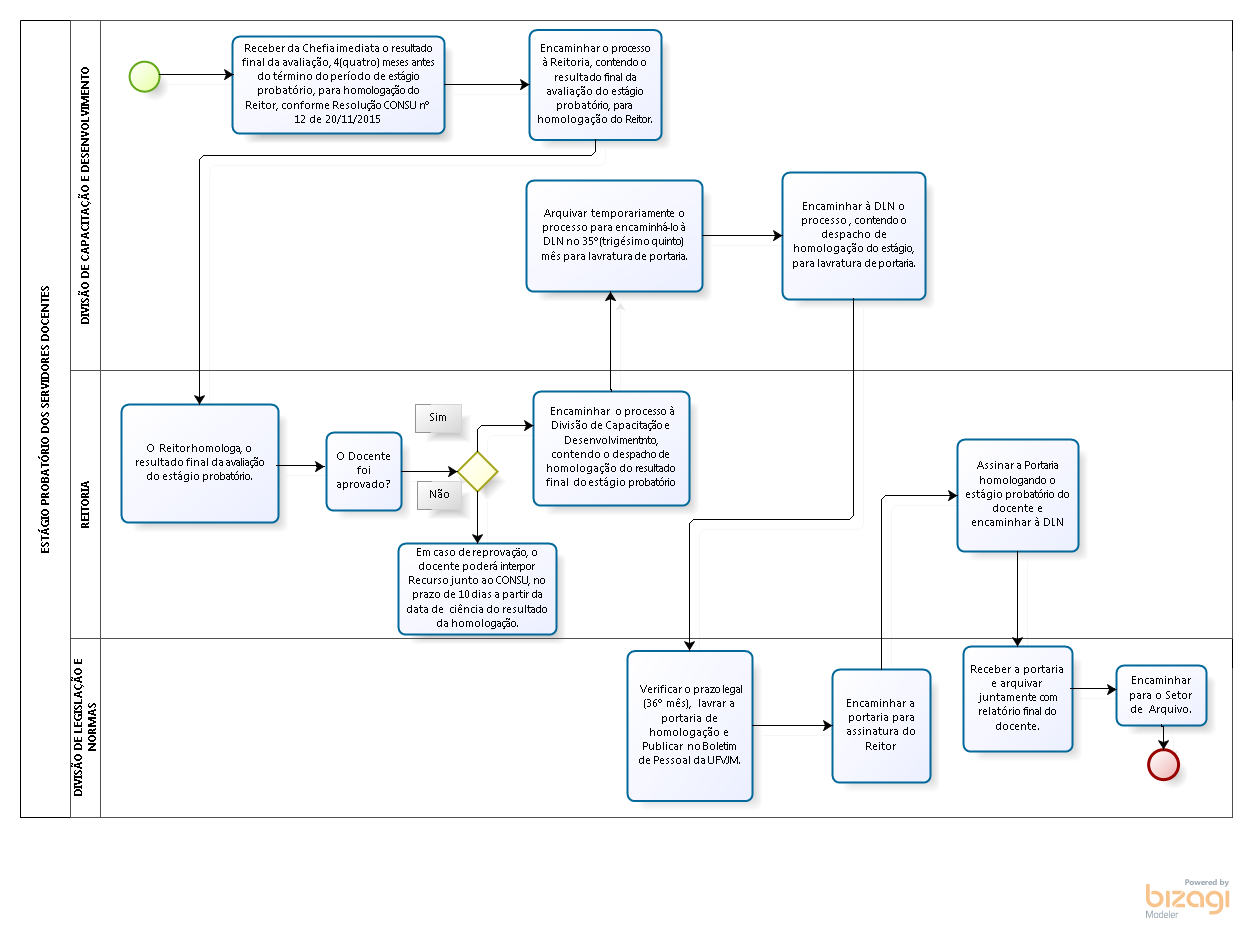 ESTÁGIO PROBATÓRIO DOS SERVIDORES DOCENTES
DIVISÃO DE CAPACITAÇÃO E DESENVOLVIMENTO
Receber da Chefia imediata o resultado
final da avaliação, 4(quatro) meses antes
do término do período de estágio
probatório, para homologação do
Reitor, conforme Resolução CONSU nº
12 de 20/11/2015
Encaminhar o processo
à Reitoria, contendo o
resultado final da
avaliação do estágio
probatório, para
homologação do Reitor.
Arquivar temporariamente o
processo para encaminhá-lo à
DLN no 35º(trigésimo quinto)
mês para lavratura de portaria.
Encaminhar à DLN o
processo , contendo o
despacho de
homologação do estágio,
para lavratura de portaria.
REITORIA
O Reitor homologa, o
resultado final da avaliação
do estágio probatório.
O Docente
foi
aprovado?
Sim
Não
Encaminhar o processo à
Divisão de Capacitação e
Desenvolvimentnto,
contendo o despacho de
homologação do resultado
final do estágio probatório
Em caso de reprovação, o
docente poderá interpor
Recurso junto ao CONSU, no
prazo de 10 dias a partir da
data de ciência do resultado
da homologação.
Assinar a Portaria
homologando o
estágio probatório do
docente e
encaminhar à DLN
DIVISÃO DE LEGISLAÇÃO E
NORMAS
Verificar o prazo legal
(36º mês), lavrar a
portaria de
homologação e
Publicar no Boletim
de Pessoal da UFVJM.
Encaminhar a
portaria para
assinatura do
Reitor
Receber a portaria
e arquivar
juntamente com
relatório final do
docente.
Encaminhar
para o Setor
de Arquivo.
Powered by
bizagi
Modeler